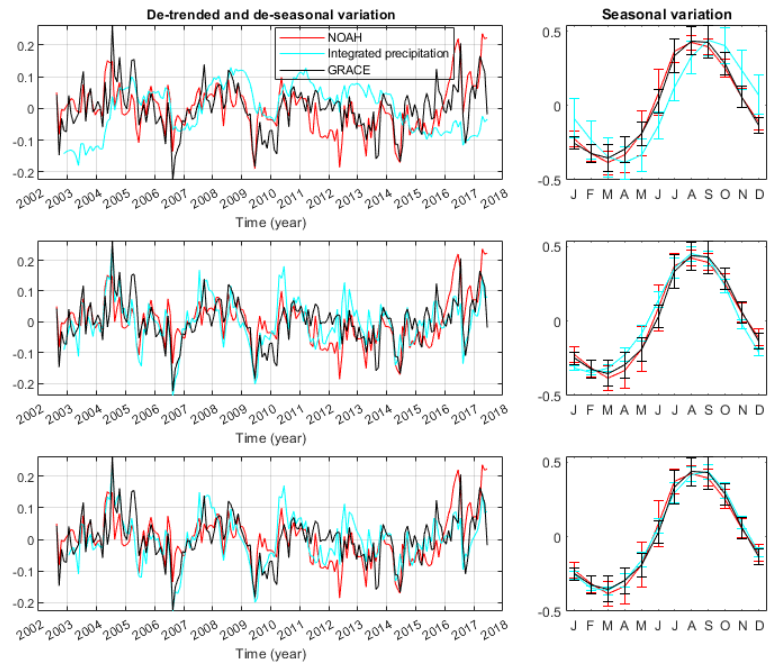 De-trended and de-seasonal variation
Seasonal variation
NOAH
Integrated precipitation
GRACE
0.2
0.1
0
-0.1
-0.2
2002 2003 2004 2005 2006 2007 2008 2009 2010 2011 2012 2013 2014 2015 2016 2017 2018
Time (year)
0.5
0
-0.5
J F M A M J J A S O N D
0.2
0.1
0
-0.1
-0.2
2002 2003 2004 2005 2006 2007 2008 2009 2010 2011 2012 2013 2014 2015 2016 2017 2018
Time (year)
0.5
0
-0.5
J F M A M J J A S O N D
0.2
0.1
0
-0.1
-0.2
2002 2003 2004 2005 2006 2007 2008 2009 2010 2011 2012 2013 2014 2015 2016 2017 2018
Time (year)
0.5
0
-0.5
J F M A M J J A S O N D